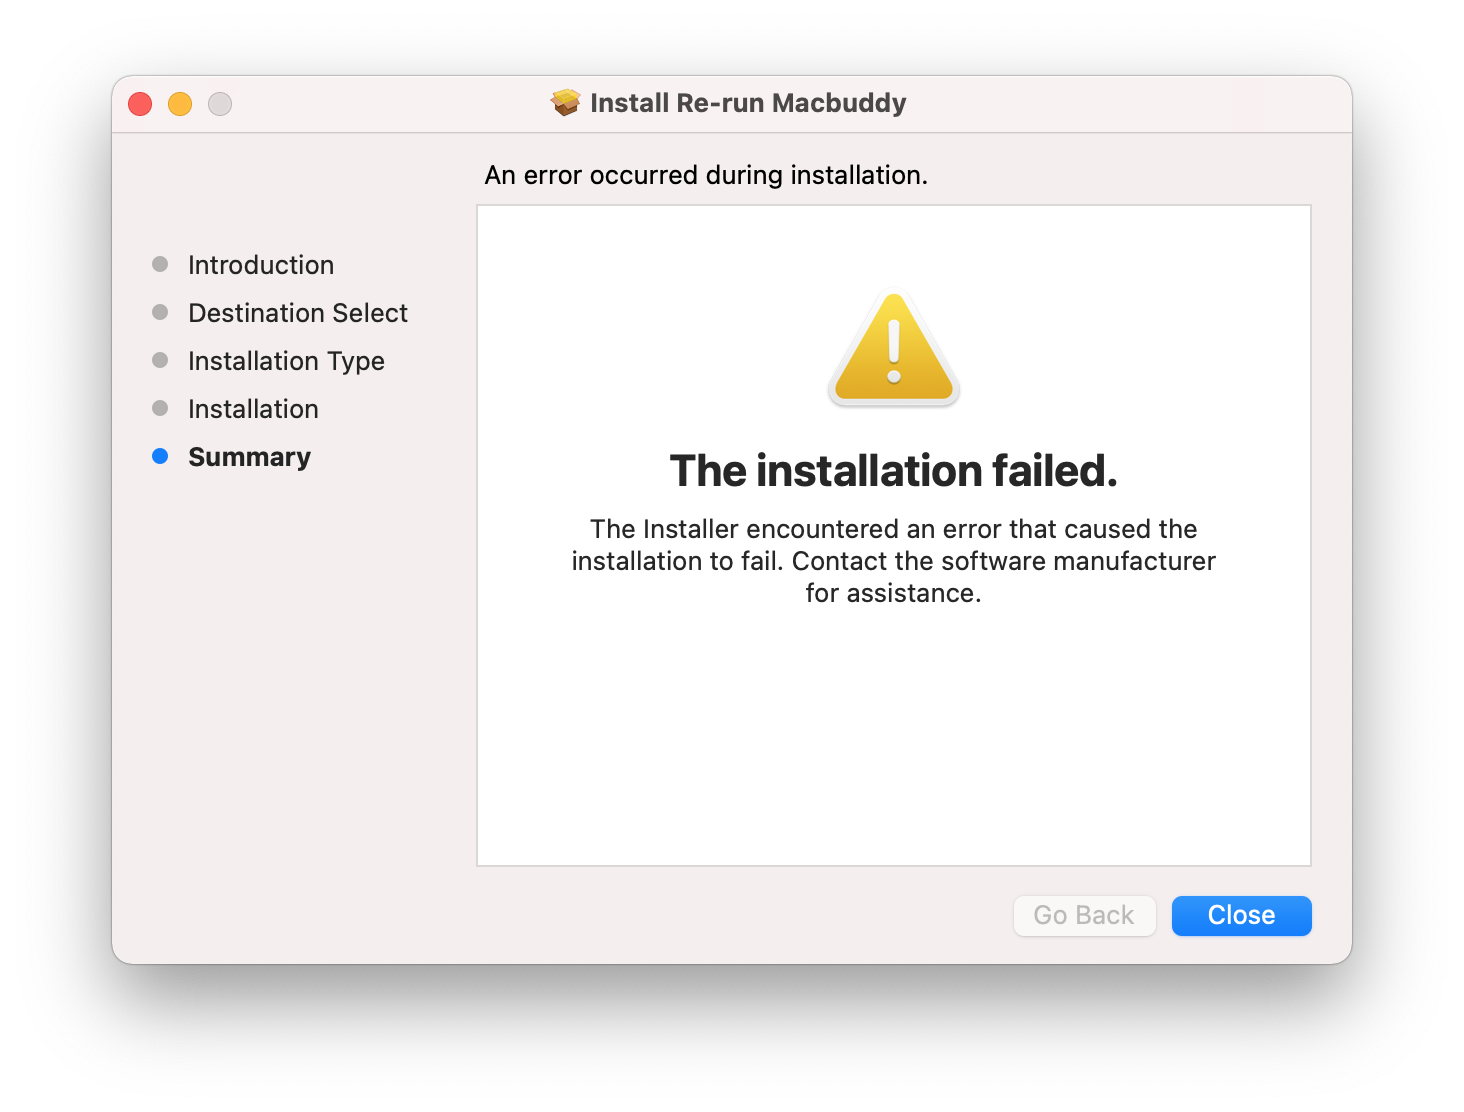 Install Re-run Macbuddy
An error occurred during installation.
Introduction
Destination Select
Installation Type
Installation
Summary
The installation failed.
The Installer encountered an error that caused the
installation to fail. Contact the software manufacturer
for assistance.
Go Back
Close